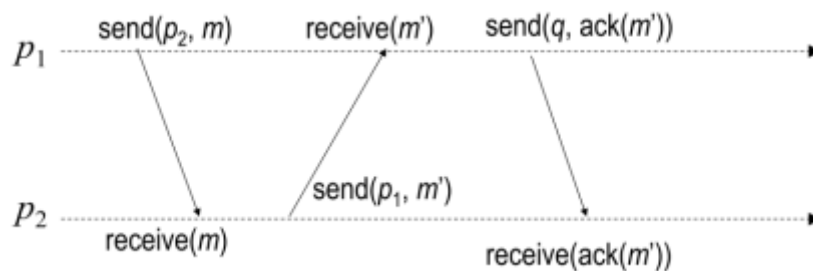 send(p₂, m) receive(m’) send(q, ack(m’))
p₁
send(p₁, m’)
p₂
receive(m) receive(ack(m’))